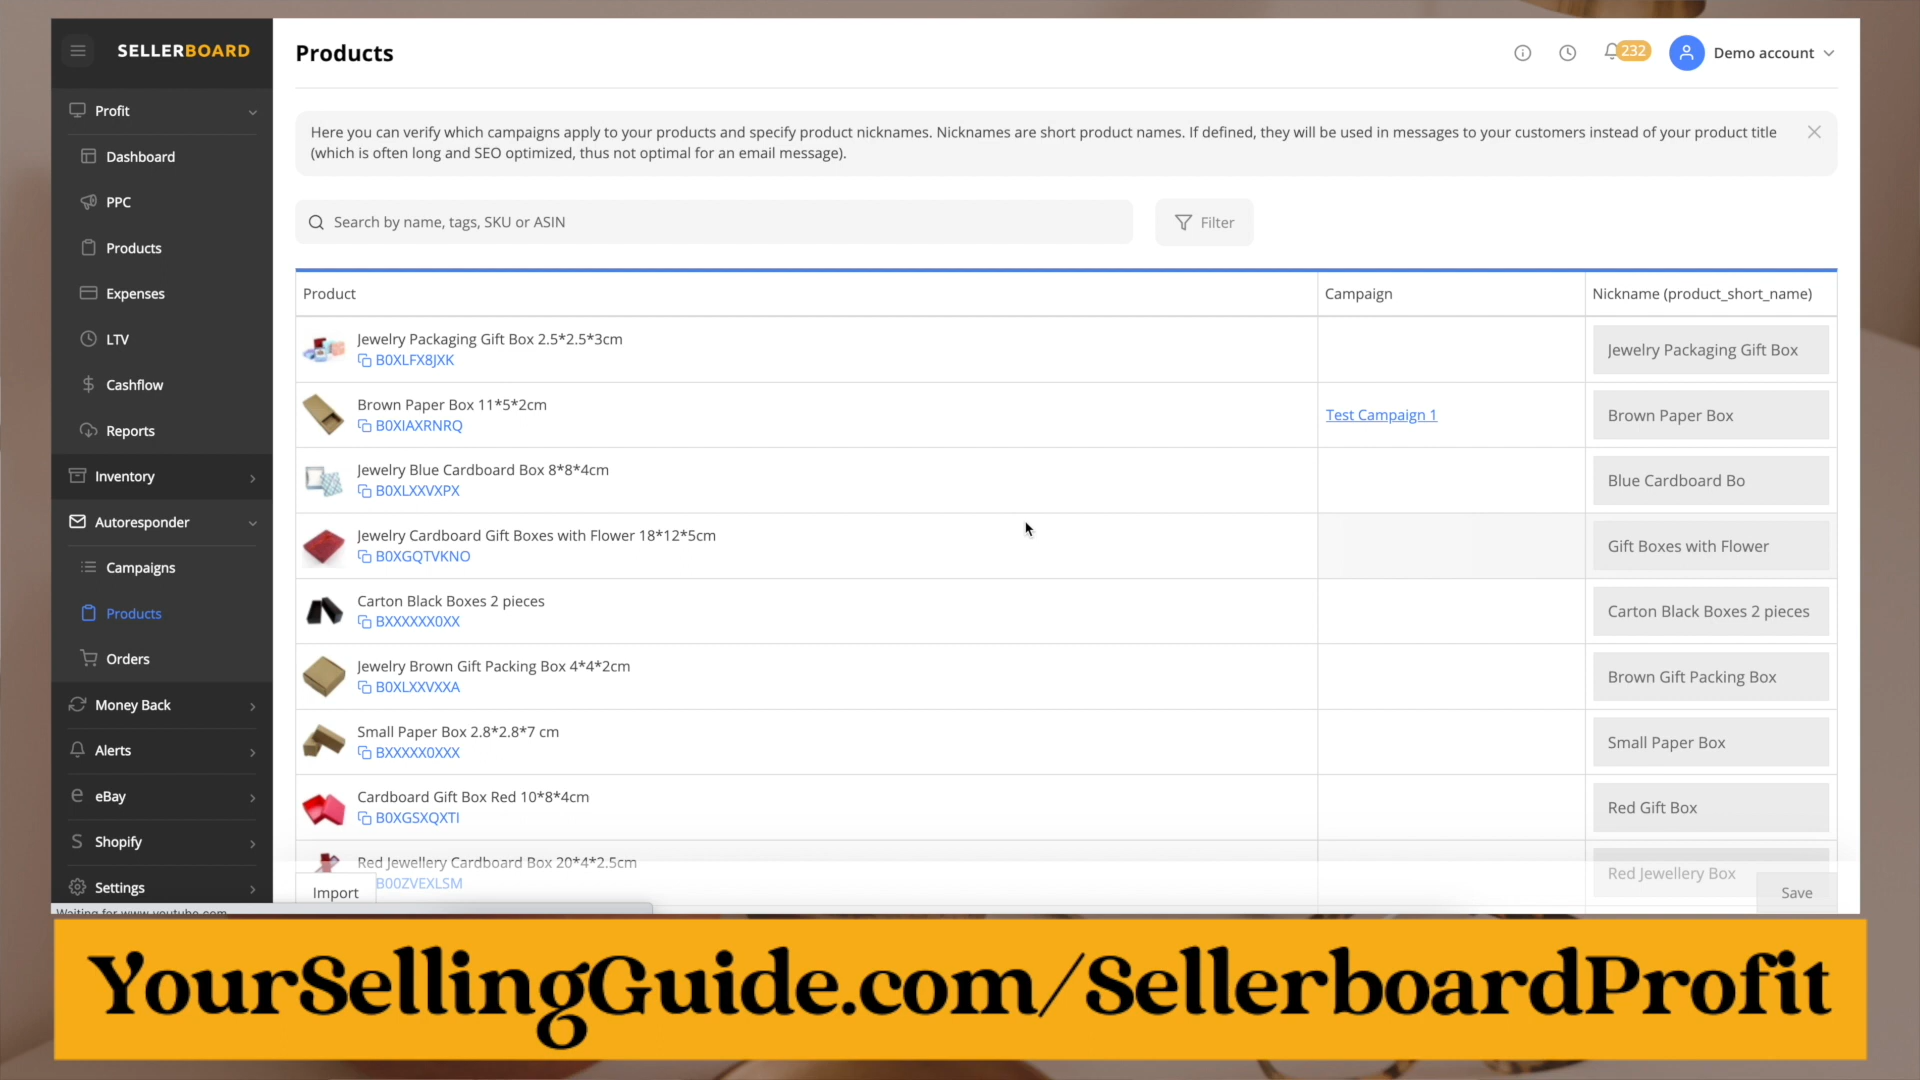 SELLERBOARD
Products
232
Demo account
Profit
Dashboard
PPC
Products
Expenses
LTV
Cashflow
Reports
Inventory
Autoresponder
Campaigns
Products
Orders
Money Back
Alerts
eBay
Shopify
Settings
Here you can verify which campaigns apply to your products and specify product nicknames. Nicknames are short product names. If defined, they will be used in messages to your customers instead of your product title
(which is often long and SEO optimized, thus not optimal for an email message).
Search by name, tags, SKU or ASIN
Filter
Product Campaign Nickname (product_short_name)
Jewelry Packaging Gift Box 2.5*2.5*3cm
B0XLFX8JXK
Jewelry Packaging Gift Box
Brown Paper Box 11*5*2cm
B0XIAXRNRQ
Test Campaign 1
Brown Paper Box
Jewelry Blue Cardboard Box 8*8*4cm
B0XLXXVXPX
Blue Cardboard Bo
Jewelry Cardboard Gift Boxes with Flower 18*12*5cm
B0XGQTVKNO
Gift Boxes with Flower
Carton Black Boxes 2 pieces
BXXXXXX0XX
Carton Black Boxes 2 pieces
Jewelry Brown Gift Packing Box 4*4*2cm
B0XLXXVXXA
Brown Gift Packing Box
Small Paper Box 2.8*2.8*7 cm
BXXXXX0XXX
Small Paper Box
Cardboard Gift Box Red 10*8*4cm
B0XGSXQXTI
Red Gift Box
Red Jewellery Cardboard Box 20*4*2.5cm
B00ZVEXLSM
Red Jewellery Box
Import
Save
Waiting for www.youtube.com
YourSellingGuide.com/SellerboardProfit